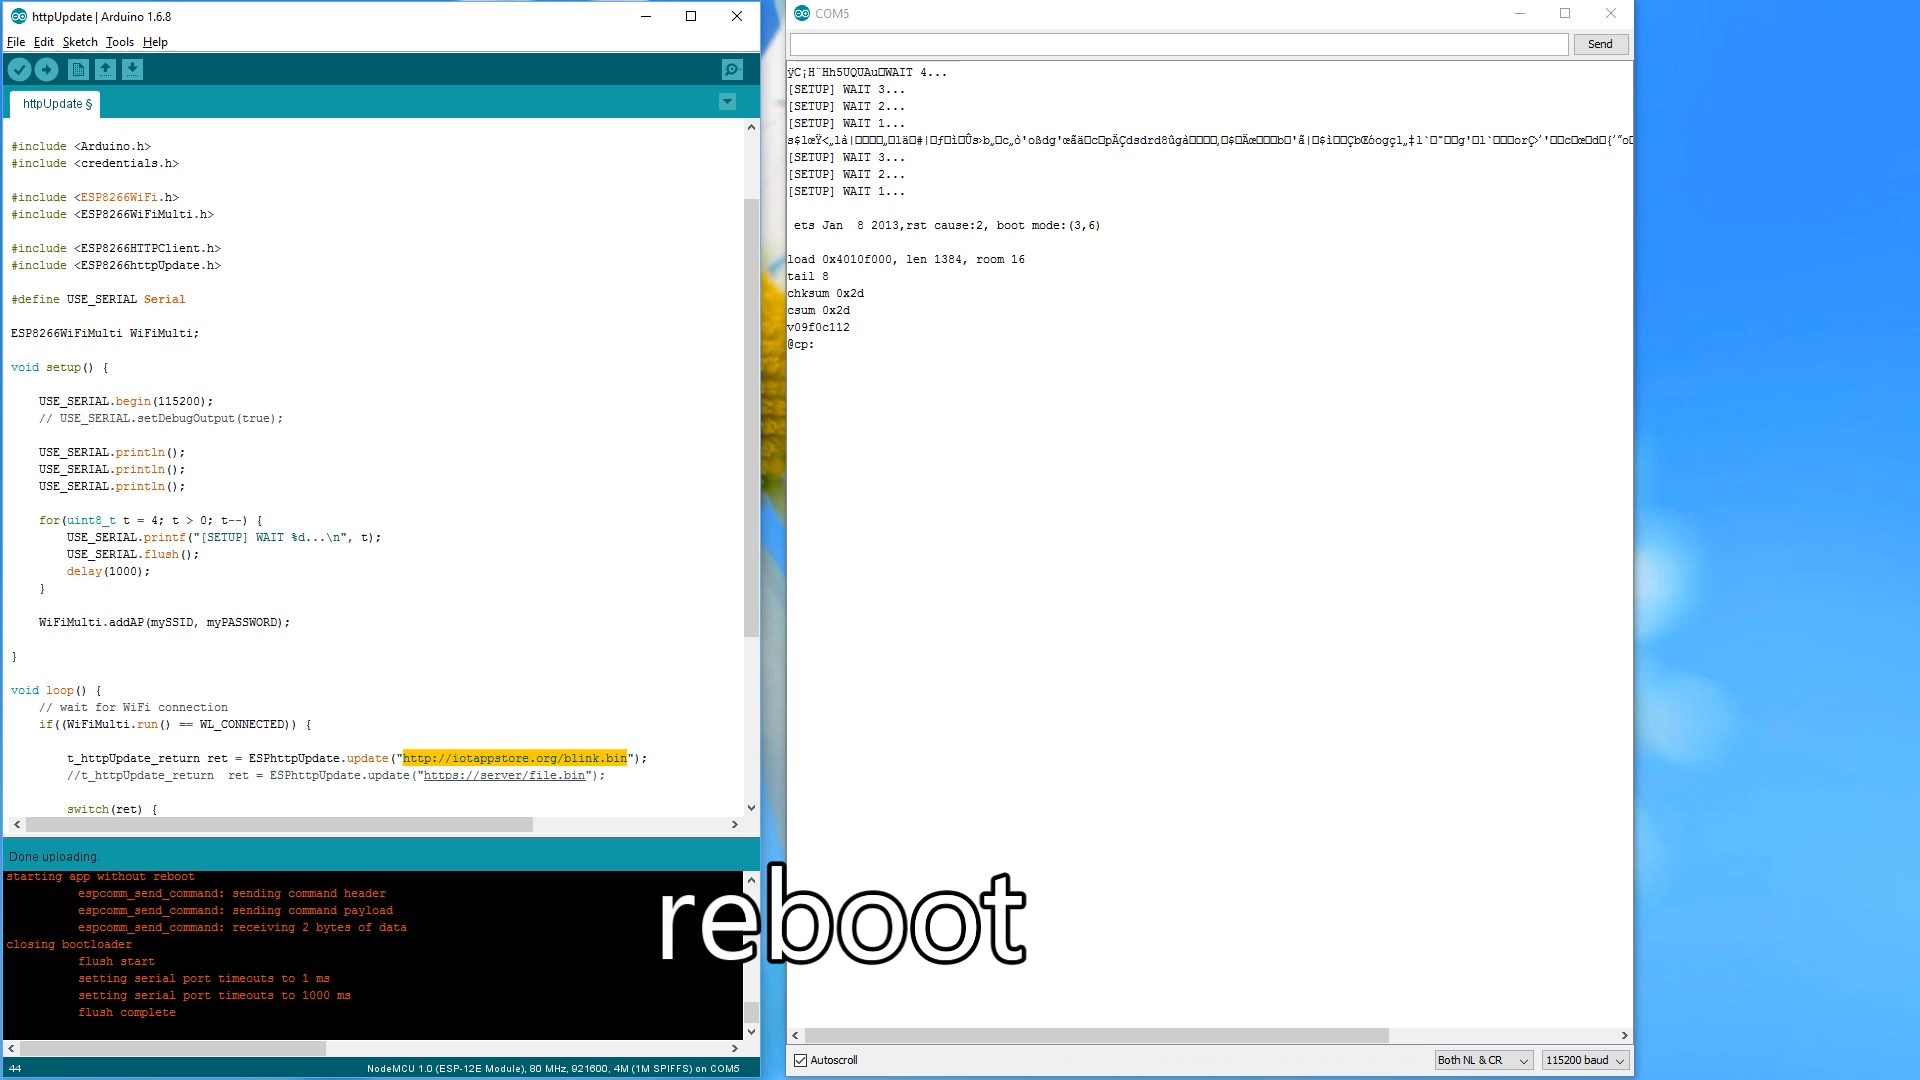 httpUpdate | Arduino 1.6.8
File Edit Sketch Tools Help
httpUpdate §
#include <Arduino.h>
#include <credentials.h>
#include <ESP8266WiFi.h>
#include <ESP8266WiFiMulti.h>
#include <ESP8266HTTPClient.h>
#include <ESP8266httpUpdate.h>
#define USE_SERIAL Serial
ESP8266WiFiMulti WiFiMulti;
void setup() {
USE_SERIAL.begin(115200);
// USE_SERIAL.setDebugOutput(true);
USE_SERIAL.println();
USE_SERIAL.println();
USE_SERIAL.println();
for(uint8_t t = 4; t > 0; t--) {
USE_SERIAL.printf("[SETUP] WAIT %d...\n", t);
USE_SERIAL.flush();
delay(1000);
}
WiFiMulti.addAP(mySSID, myPASSWORD);
}
void loop() {
// wait for WiFi connection
if((WiFiMulti.run() == WL_CONNECTED)) {
t_httpUpdate_return ret = ESPhttpUpdate.update("http://iotappstore.org/blink.bin");
//t_httpUpdate_return  ret = ESPhttpUpdate.update("https://server/file.bin");
switch(ret) {
Done uploading.
starting app without reboot
espcomm_send_command: sending command header
espcomm_send_command: sending command payload
espcomm_send_command: receiving 2 bytes of data
closing bootloader
flush start
setting serial port timeouts to 1 ms
setting serial port timeouts to 1000 ms
flush complete
44
NodeMCU 1.0 (ESP-12E Module), 80 MHz, 921600, 4M (1M SPIFFS) on COM5
COM5
Send
WAIT 4...
[SETUP] WAIT 3...
[SETUP] WAIT 2...
[SETUP] WAIT 1...
[SETUP] WAIT 3...
[SETUP] WAIT 2...
[SETUP] WAIT 1...
ets Jan  8 2013,rst cause:2, boot mode:(3,6)
load 0x4010f000, len 1384, room 16
tail 8
chksum 0x2d
csum 0x2d
v09f0c112
@cp:
Autoscroll
Both NL & CR
115200 baud
reboot